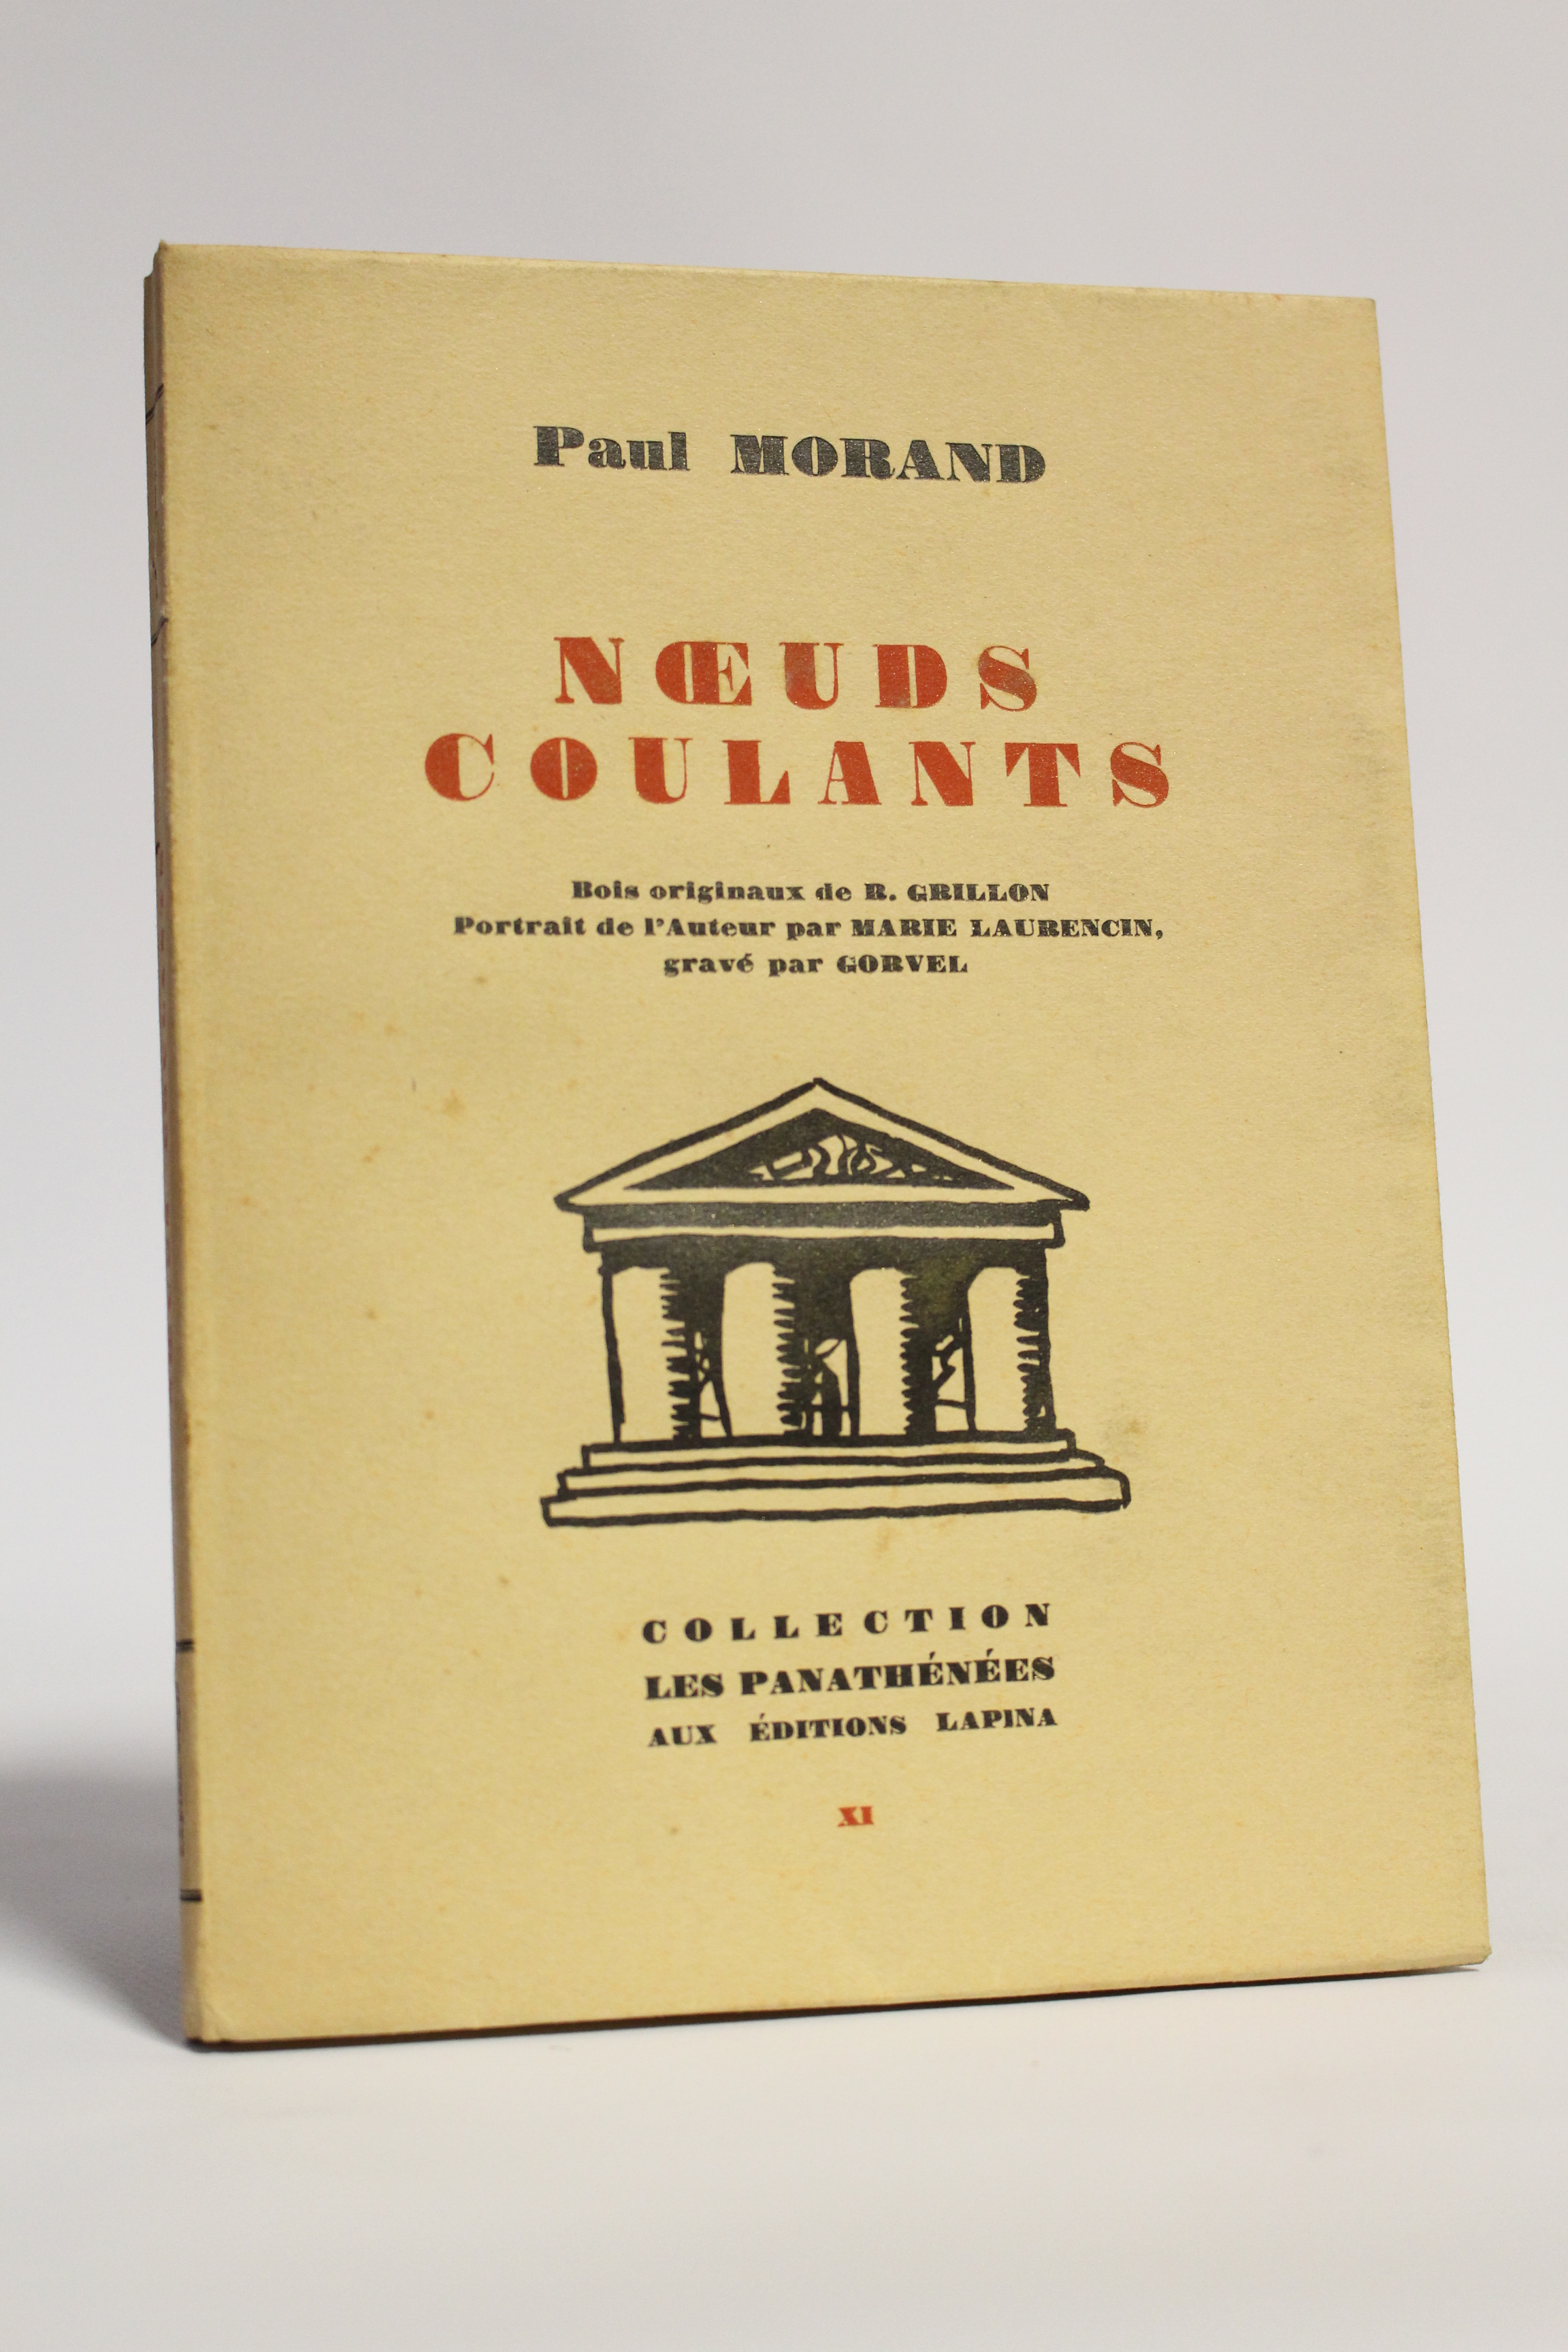 Paul MORAND
NŒUDS
COULANTS
Bois originaux de R. GRILLON
Portrait de l'Auteur par MARIE LAURENCIN,
gravé par GORVEL
COLLECTION
LES PANATHÉNÉES
AUX ÉDITIONS LAPINA
XI